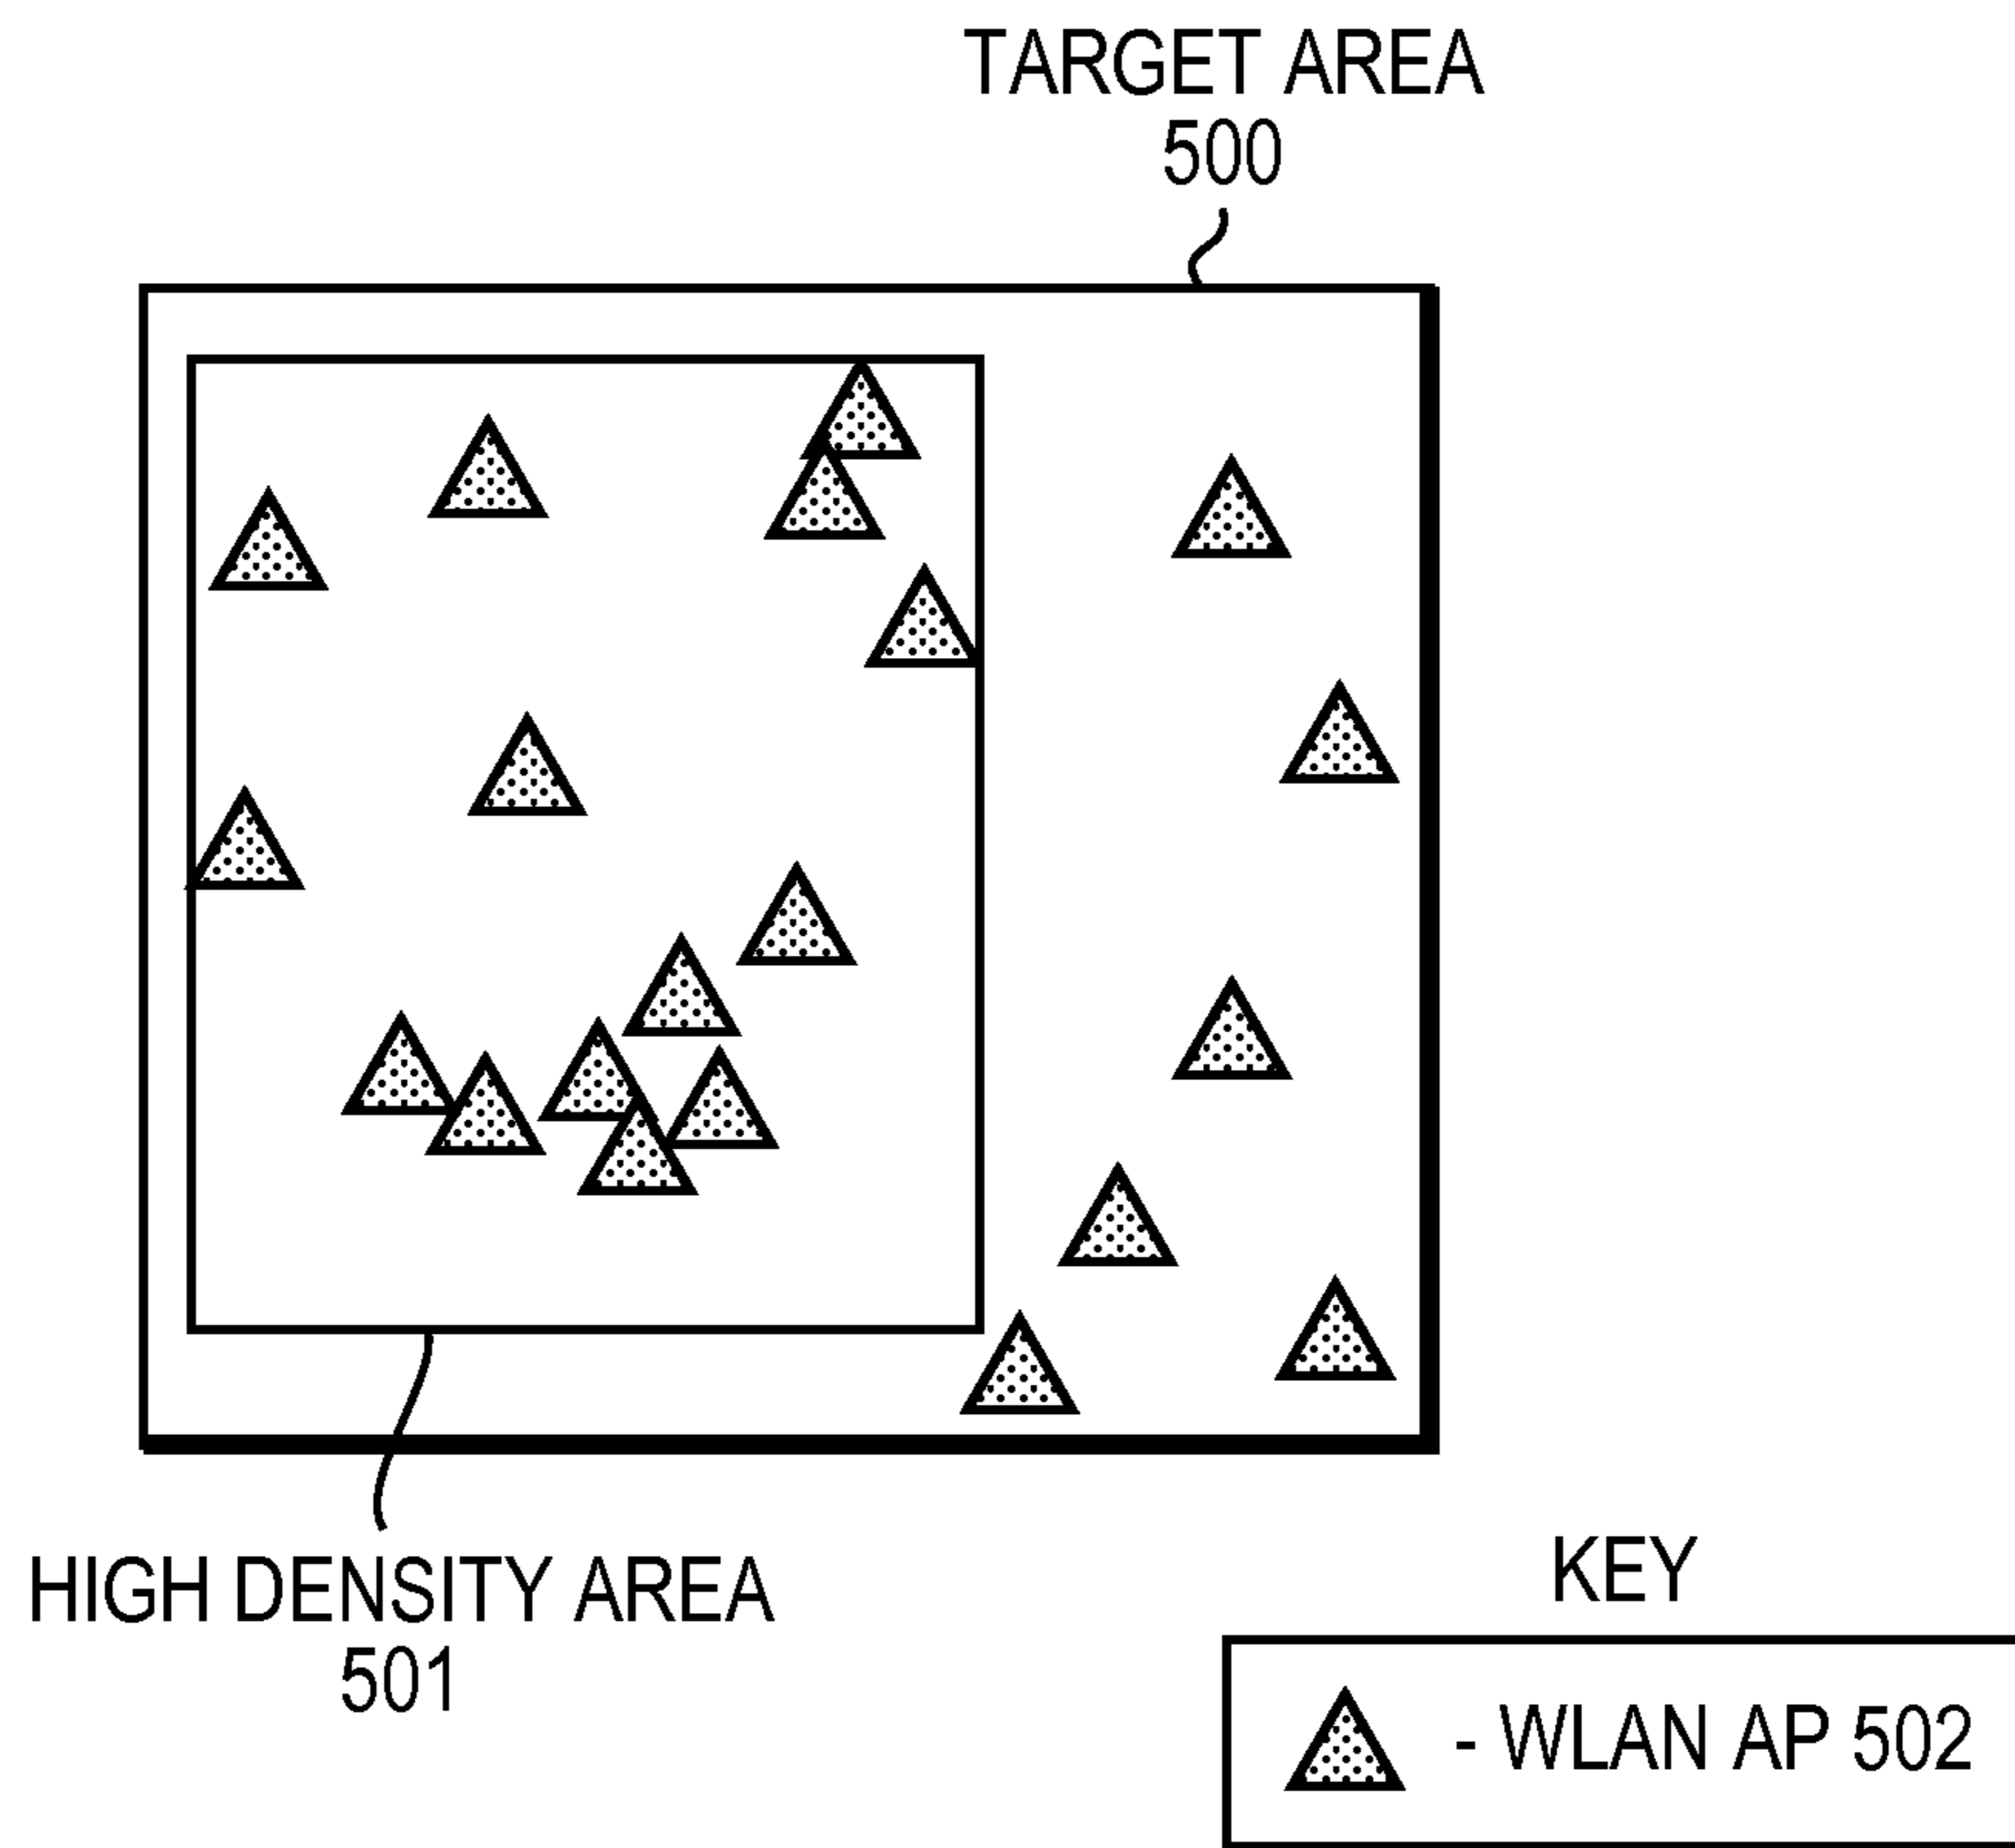 TARGET AREA
500
HIGH DENSITY AREA
501
KEY
- WLAN AP 502